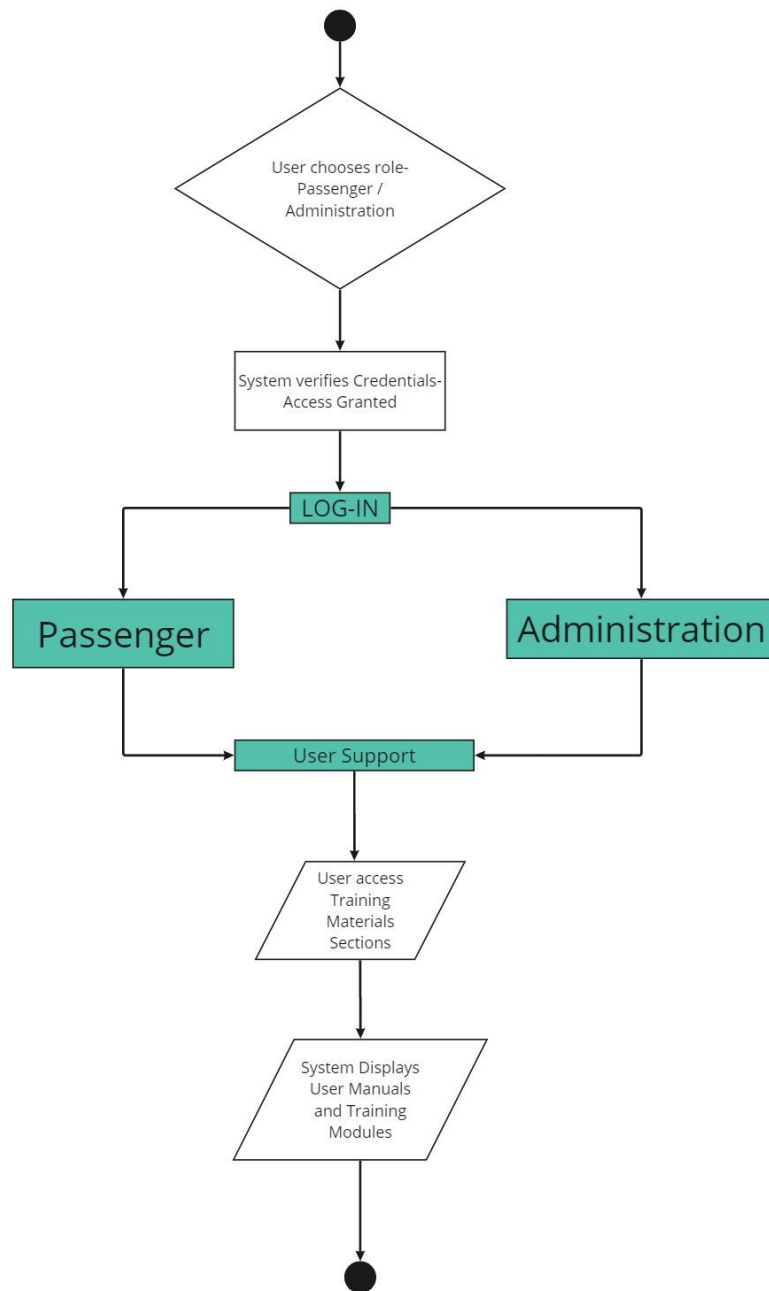 User chooses role-
Passenger /
Administration
System verifies Credentials-
Access Granted
LOG-IN
Passenger
Administration
User Support
User access
Training
Materials
Sections
System Displays
User Manuals
and Training
Modules